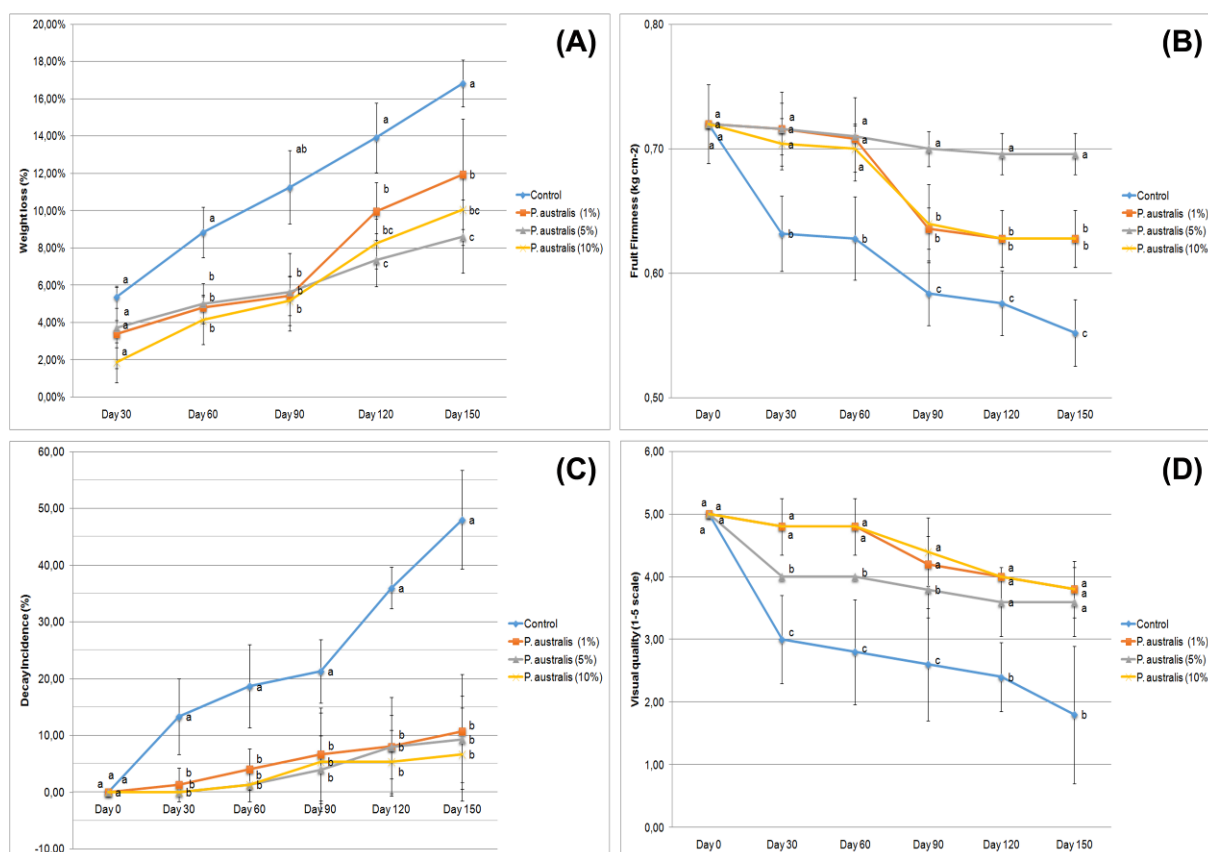 (A)
Weightloss (%)
20,00%
18,00%
16,00%
14,00%
12,00%
10,00%
8,00%
6,00%
4,00%
2,00%
0,00%
a
a
a
a
a
b
b
b
ab
b
b
b
a
b
bc
c
a
b
bc
c
Day 30 Day 60 Day 90 Day 120 Day 150
Control
P. australis (1%)
P. australis (5%)
P. australis (10%)
(B)
Fruit Firmness (kg cm-2)
0,80
0,70
0,60
0,50
a
a
a
a
a
a
a
b
a
a
a
b
a
b
b
c
a
b
b
c
a
b
b
c
Day 0 Day 30 Day 60 Day 90 Day 120 Day 150
Control
P. australis (1%)
P. australis (5%)
P. australis (10%)
(C)
Decay Incidence (%)
60,00
50,00
40,00
30,00
20,00
10,00
0,00
-10,00
a
a
a
a
a
b
b
b
a
b
b
b
a
b
b
b
a
b
b
b
a
b
b
b
Day 0 Day 30 Day 60 Day 90 Day 120 Day 150
Control
P. australis (1%)
P. australis (5%)
P. australis (10%)
(D)
Visual quality (1-5 scale)
6,00
5,00
4,00
3,00
2,00
1,00
0,00
a
a
a
a
a
a
b
c
a
a
b
c
a
a
b
c
a
a
a
b
a
a
a
b
Day 0 Day 30 Day 60 Day 90 Day 120 Day 150
Control
P. australis (1%)
P. australis (5%)
P. australis (10%)